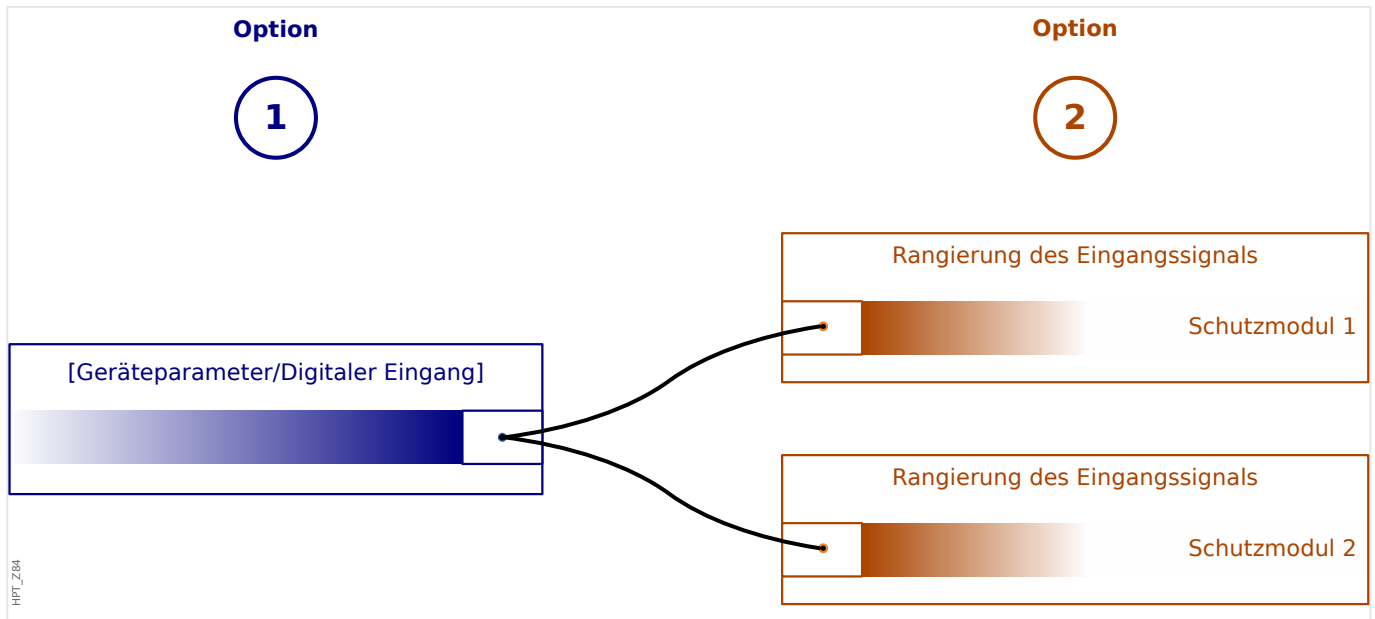 Option
1
Option
2
[Geräteparameter/Digitaler Eingang]
Rangierung des Eingangssignals
Schutzmodul 1
Rangierung des Eingangssignals
Schutzmodul 2
HPT_Z84